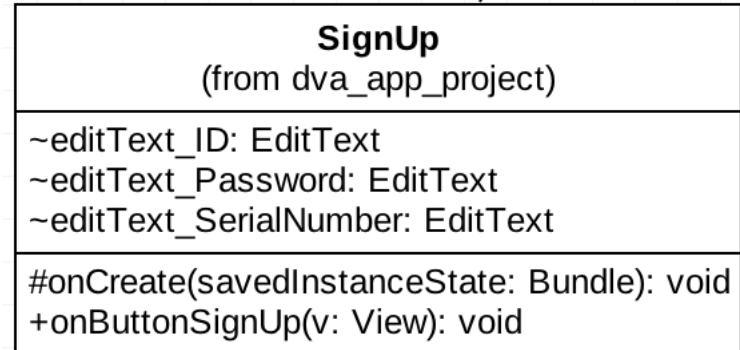 SignUp
(from dva_app_project)
~editText_ID: EditText
~editText_Password: EditText
~editText_SerialNumber: EditText
#onCreate(savedInstanceState: Bundle): void
+onButtonSignUp(v: View): void